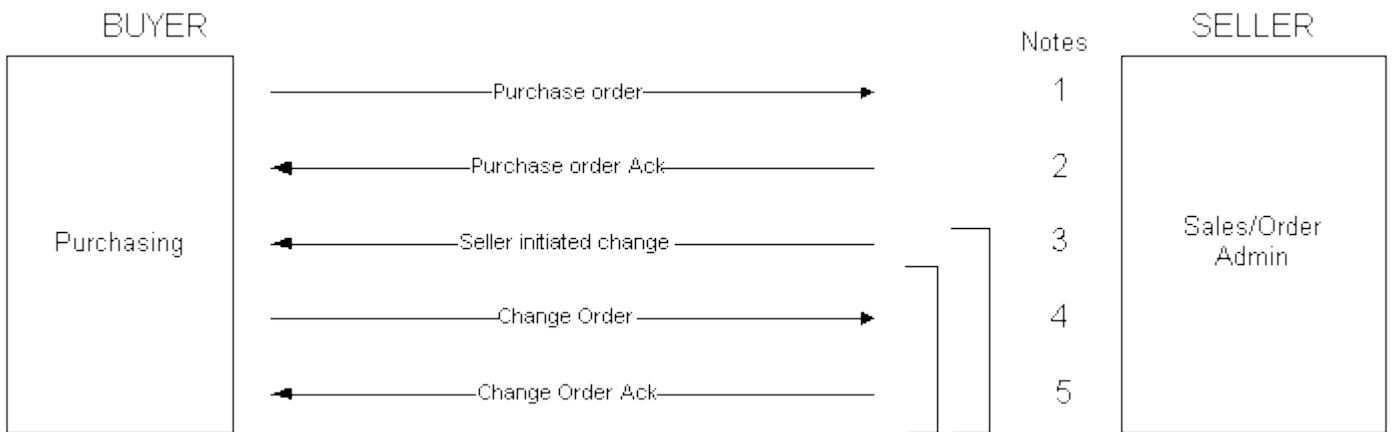 BUYER
Notes
SELLER
Purchase order
1
Purchase order Ack
2
Purchasing
Seller initiated change
3
Sales/Order
Admin
Change Order
4
Change Order Ack
5